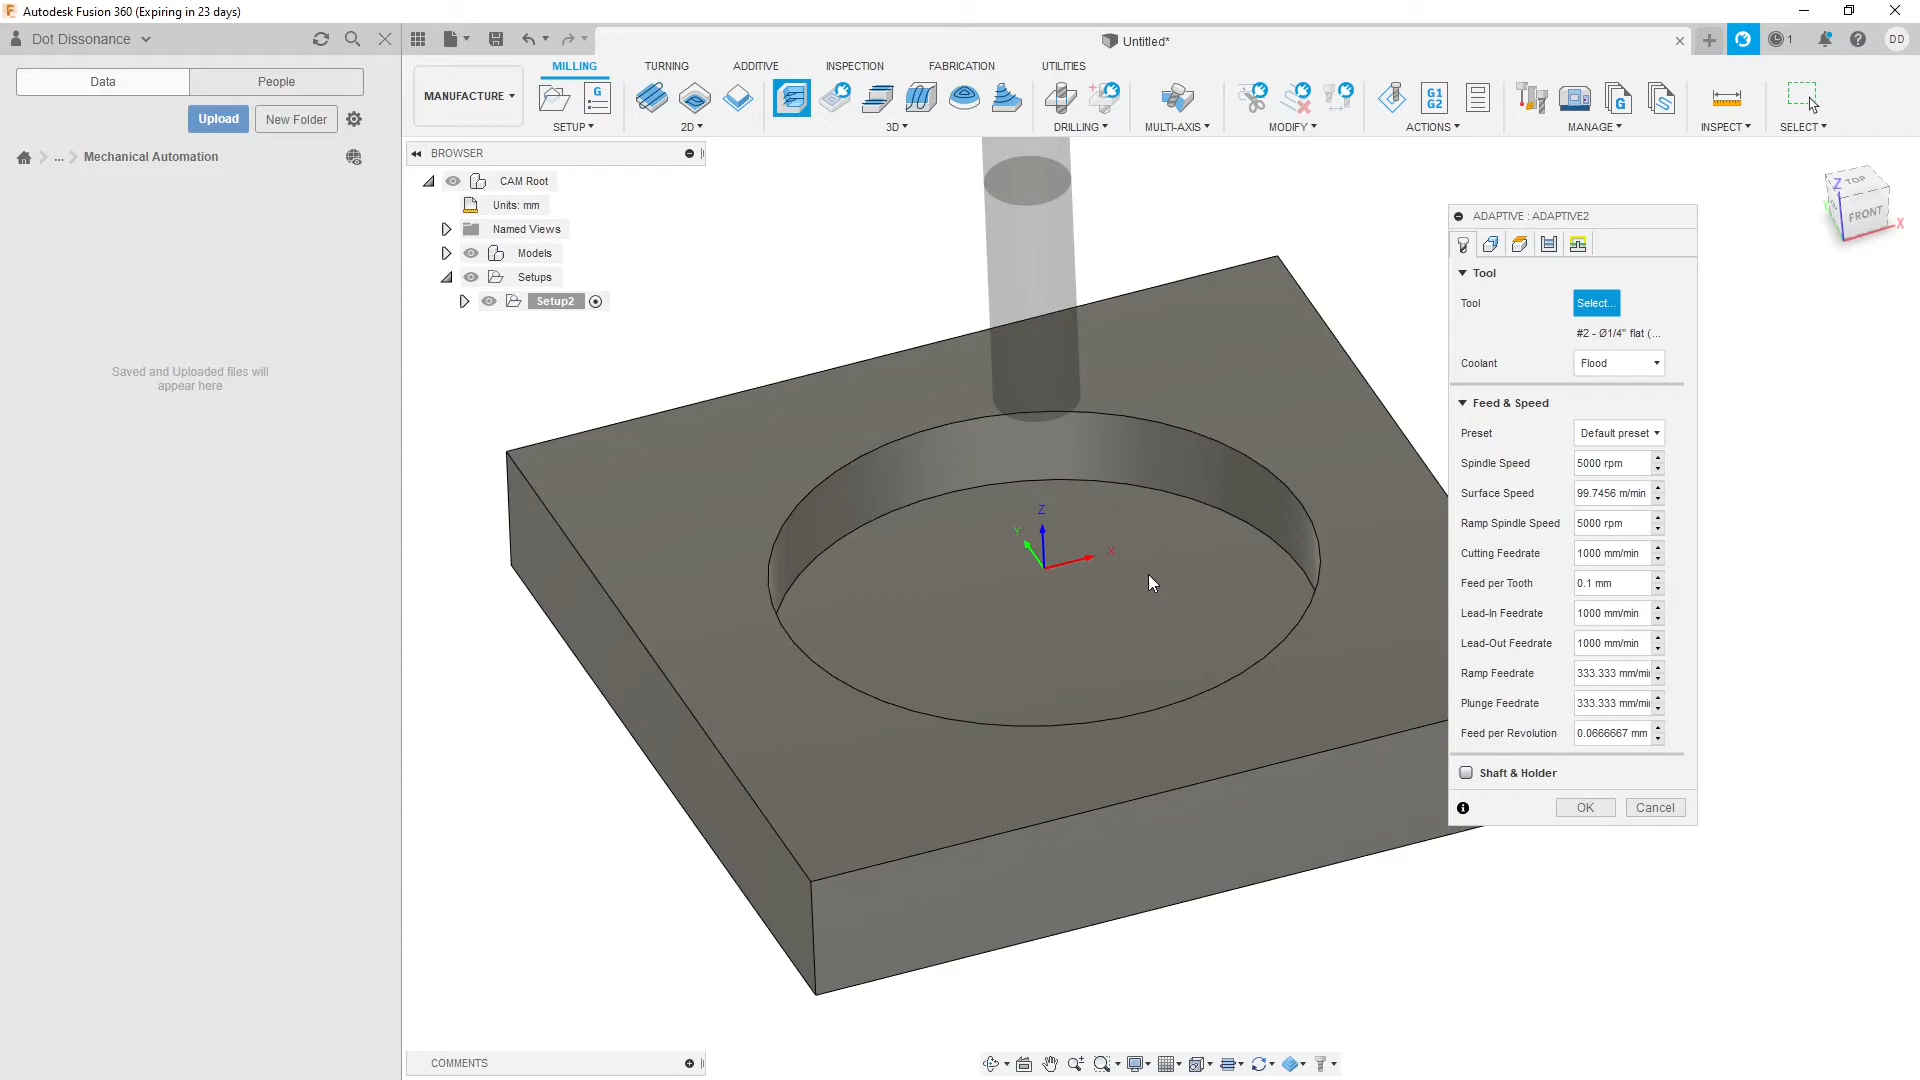 Autodesk Fusion 360 (Expiring in 23 days)
Dot Dissonance
Untitled*
1
DD
Data
People
Upload
New Folder
... Mechanical Automation
Saved and Uploaded files will
appear here
MILLING
TURNING
ADDITIVE
INSPECTION
FABRICATION
UTILITIES
MANUFACTURE
G
G1
G2
G
S
SETUP
2D
3D
DRILLING
MULTI-AXIS
MODIFY
ACTIONS
MANAGE
INSPECT
SELECT
BROWSER
CAM Root
Units: mm
Named Views
Models
Setups
Setup2
TOP
FRONT
Z
X
Z
Y
X
ADAPTIVE : ADAPTIVE2
Tool
Tool
Select...
#2 - Ø1/4" flat (...
Coolant
Flood
Feed & Speed
Preset
Default preset
Spindle Speed
5000 rpm
Surface Speed
99.7456 m/min
Ramp Spindle Speed
5000 rpm
Cutting Feedrate
1000 mm/min
Feed per Tooth
0.1 mm
Lead-In Feedrate
1000 mm/min
Lead-Out Feedrate
1000 mm/min
Ramp Feedrate
333.333 mm/mi
Plunge Feedrate
333.333 mm/mi
Feed per Revolution
0.0666667 mm
Shaft & Holder
OK
Cancel
COMMENTS